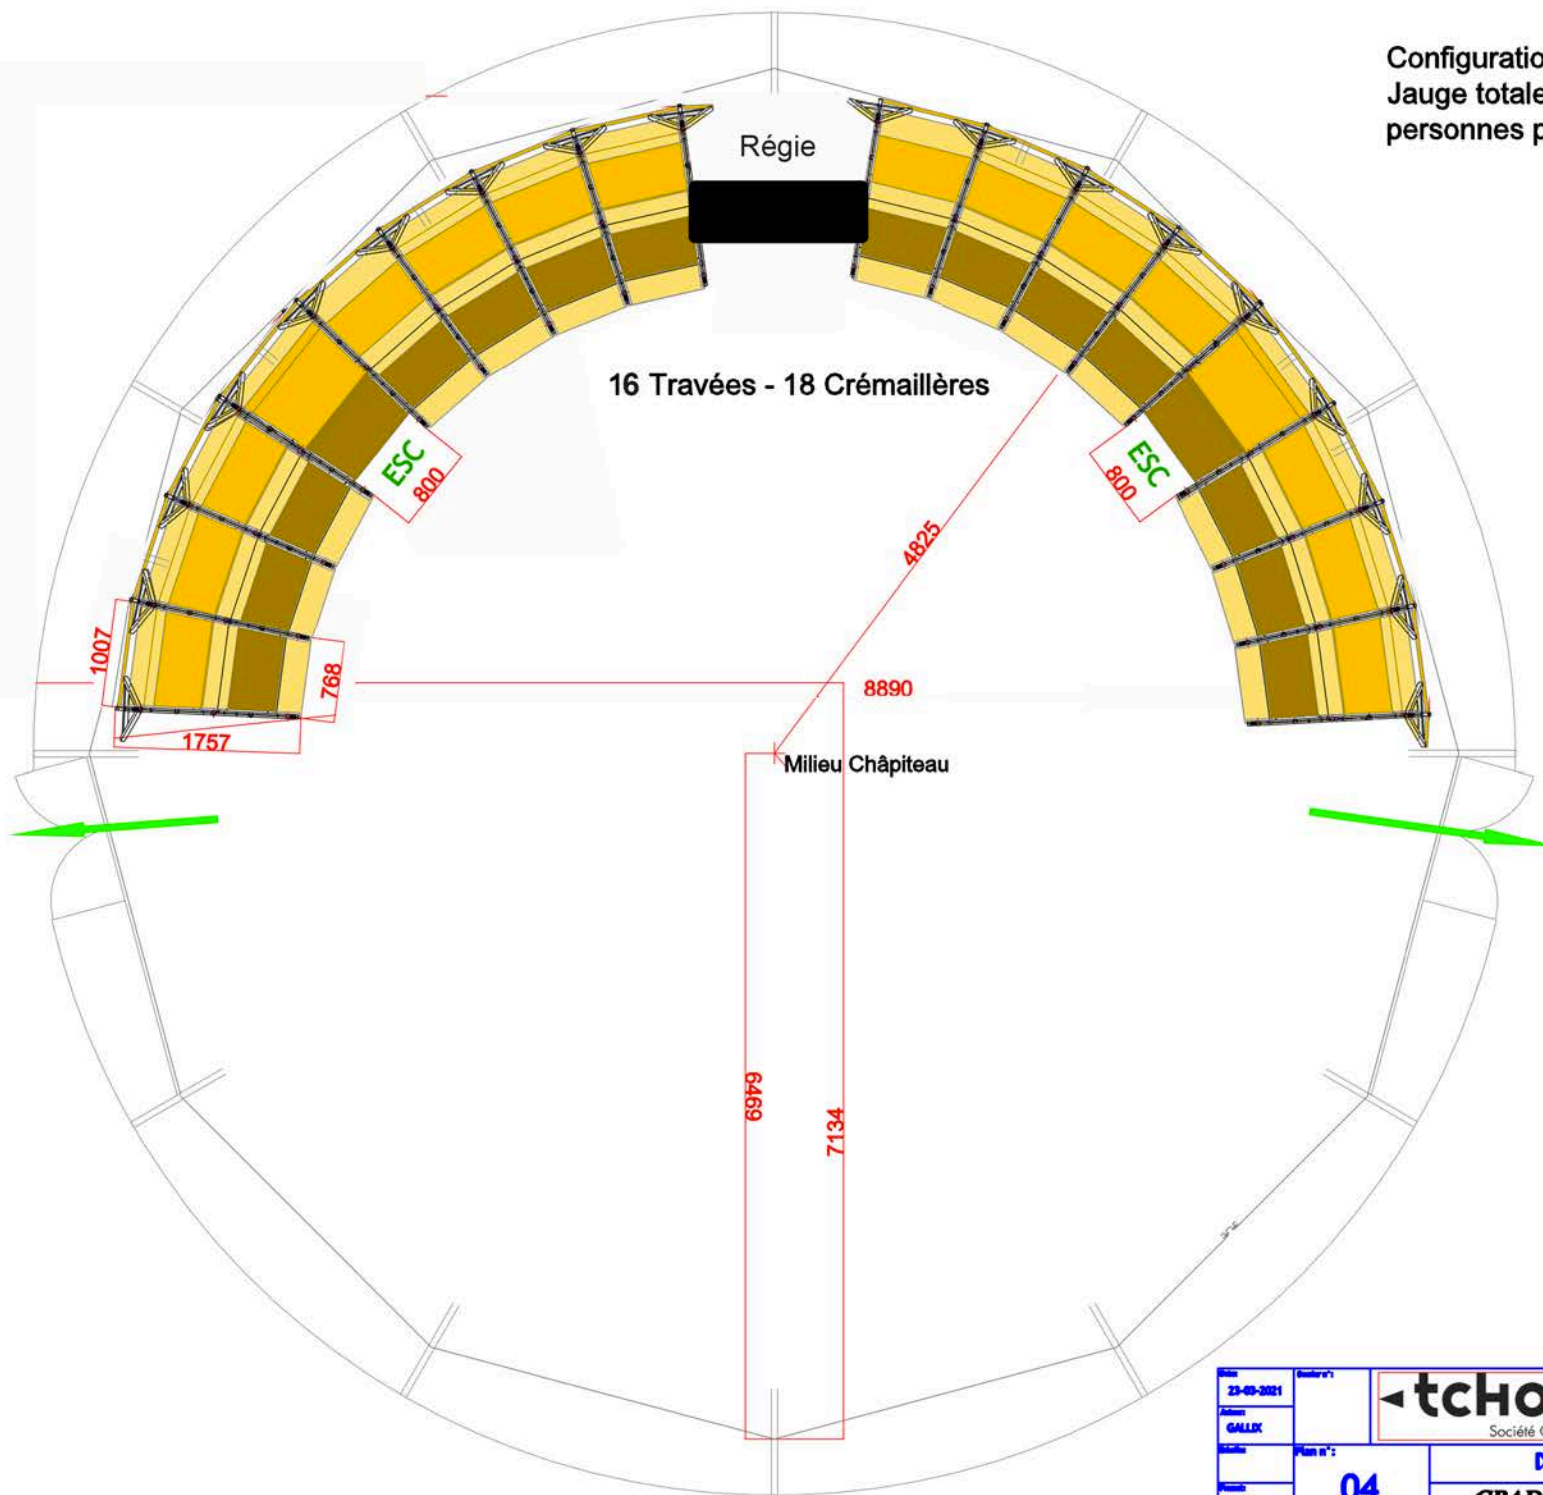 Configuratio
Jauge totale
personnes p
Régie
16 Travées - 18 Crémaillères
ESC
800
ESC
800
4825
1007
768
8890
1757
Milieu Châpiteau
6469
7134
23-03-2021
GALLIX
Plan n°:
04
tcHo
Société